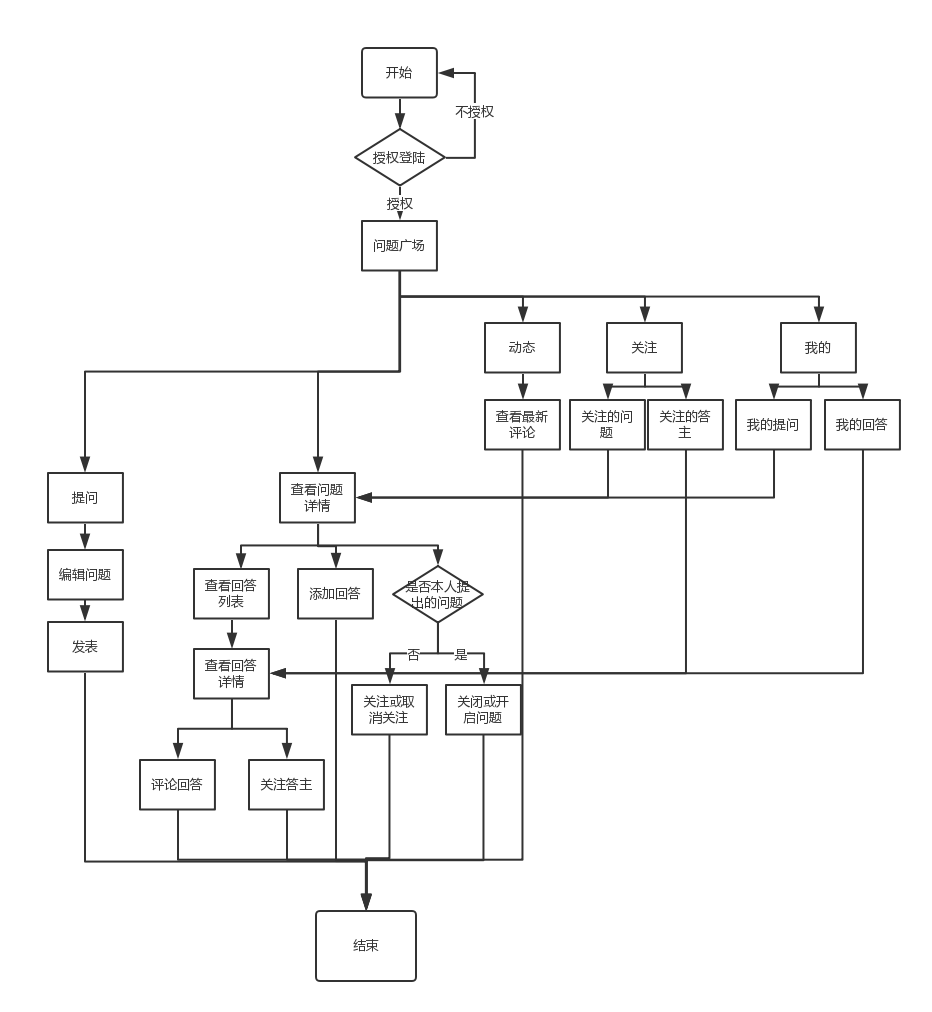 开始
不授权
授权登陆
授权
问题广场
动态
关注
我的
查看最新
评论
关注的问
题
关注的答
主
我的提问
我的回答
提问
查看问题
详情
编辑问题
查看回答
列表
添加回答
是否本人提
出的问题
发表
查看回答
详情
否
是
关注或取
消关注
关闭或开
启问题
评论回答
关注答主
结束